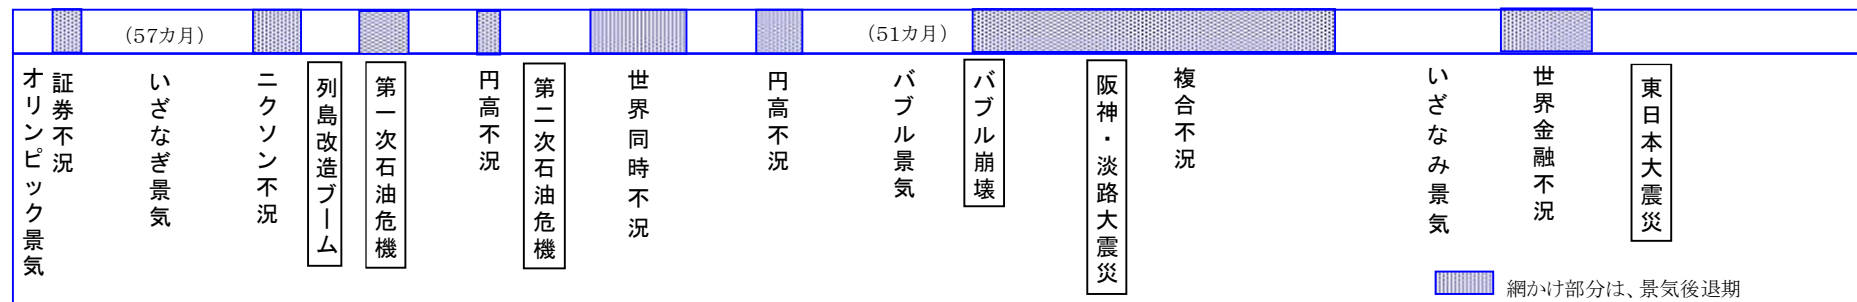 (57カ月)
(51カ月)
オリンピック景気
証券不況
いざなぎ景気
ニクソン不況
列島改造ブーム
第一次石油危機
円高不況
第二次石油危機
世界同時不況
円高不況
バブル景気
バブル崩壊
阪神・淡路大震災
複合不況
いざなみ景気
世界金融不況
東日本大震災
網かけ部分は、景気後退期